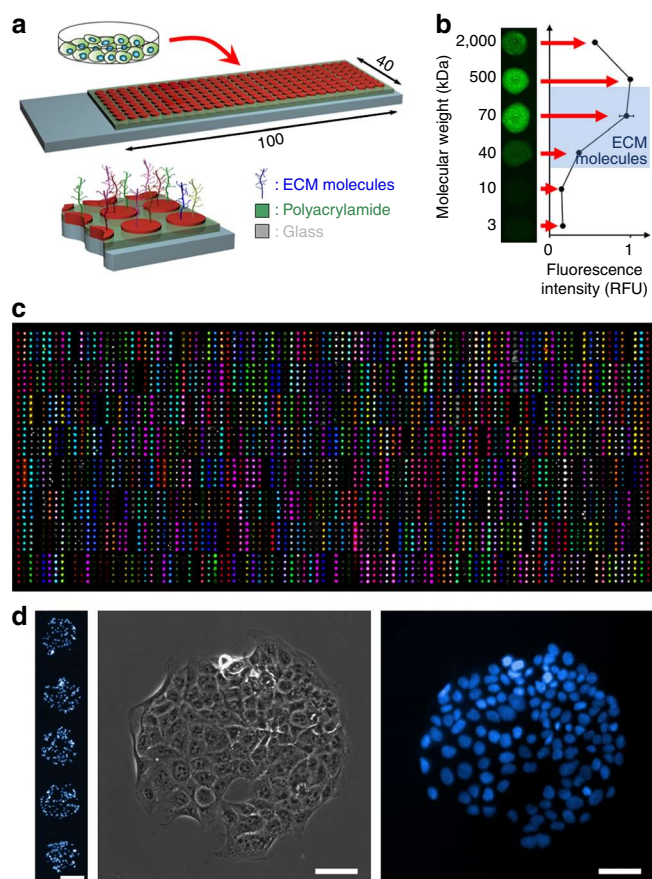 a
40
100
: ECM molecules
: Polyacrylamide
: Glass
b
Molecular weight (kDa)
2,000
500
70
40
10
3
ECM
molecules
0
1
Fluorescence
intensity (RFU)
c
d